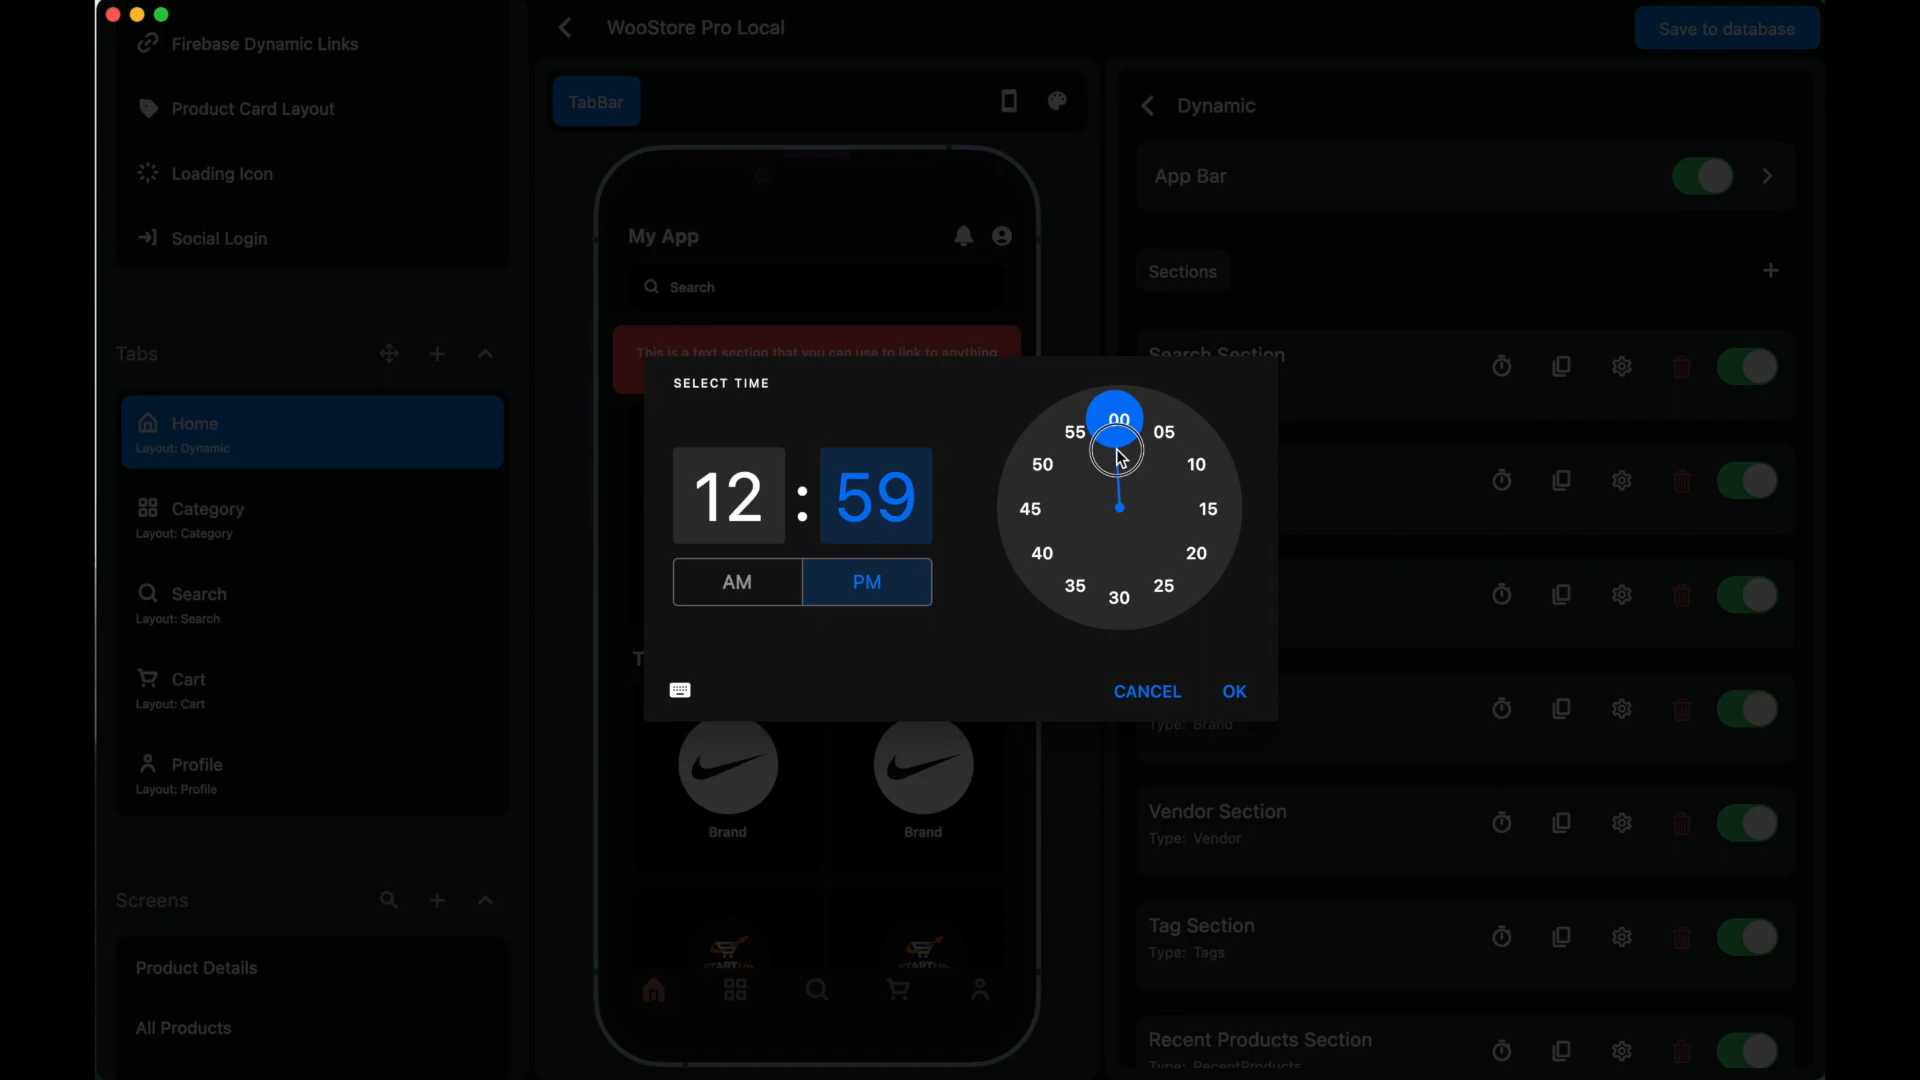 Firebase Dynamic Links
Product Card Layout
Loading Icon
Social Login
Tabs
Home
Layout: Dynamic
Category
Layout: Category
Search
Layout: Search
Cart
Layout: Cart
Profile
Layout: Profile
Screens
Product Details
All Products
WooStore Pro Local
Save to database
TabBar
My App
Search
This is a text section that you can use to link to anything
T
Brand
Brand
SELECT TIME
12 : 59
AM
PM
00
05
10
15
20
25
30
35
40
45
50
55
CANCEL
OK
Dynamic
App Bar
Sections
Search Section
Type: Brand
Vendor Section
Type: Vendor
Tag Section
Type: Tags
Recent Products Section
Type: RecentProducts